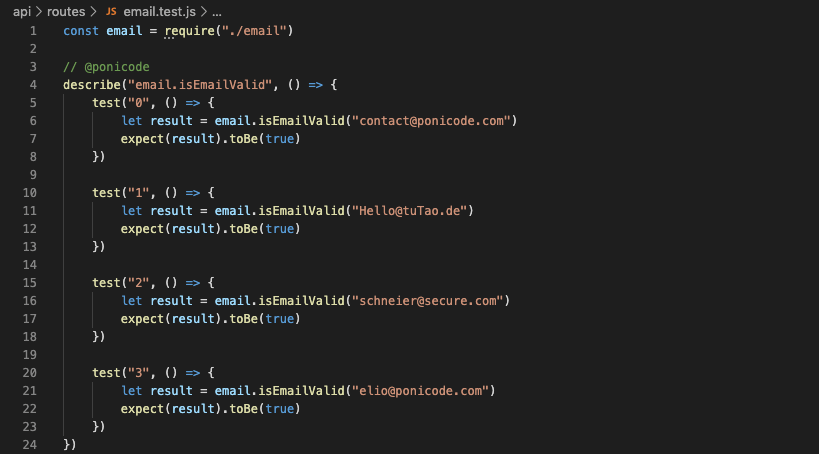 api > routes > JS email.test.js > ...
1 const email = require("./email")
2
3 // @ponicode
4 describe("email.isEmailValid", () => {
5 test("0", () => {
6 let result = email.isEmailValid("contact@ponicode.com")
7 expect(result).toBe(true)
8 })
9
10 test("1", () => {
11 let result = email.isEmailValid("Hello@tuTao.de")
12 expect(result).toBe(true)
13 })
14
15 test("2", () => {
16 let result = email.isEmailValid("schneier@secure.com")
17 expect(result).toBe(true)
18 })
19
20 test("3", () => {
21 let result = email.isEmailValid("elio@ponicode.com")
22 expect(result).toBe(true)
23 })
24 })